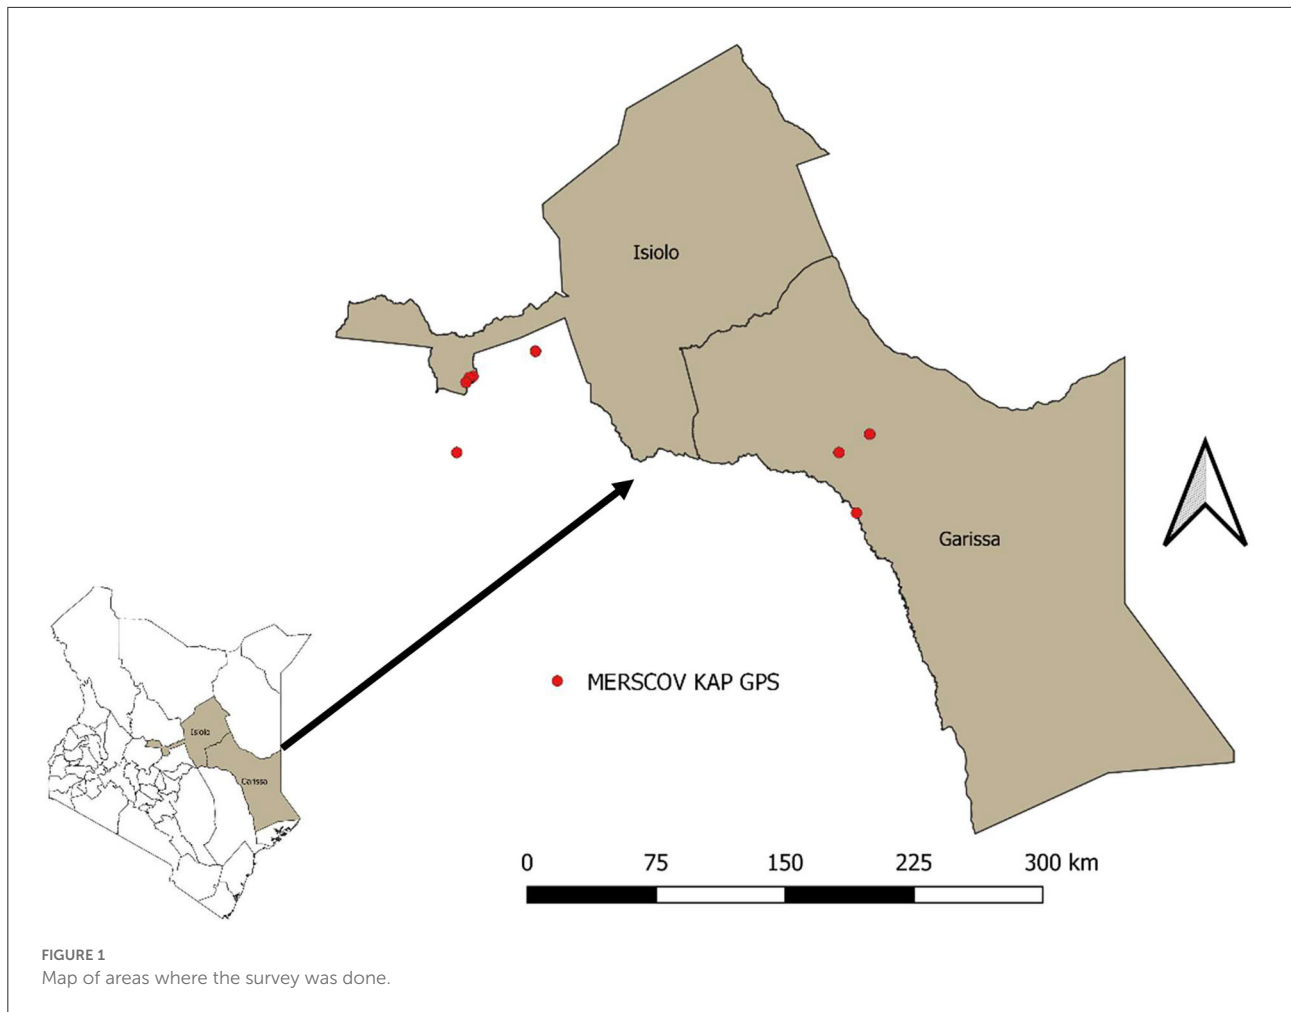 Isiolo
Garissa
MERSCOV KAP GPS
Isiolo
Garissa
0 75 150 225 300 km
FIGURE 1
Map of areas where the survey was done.